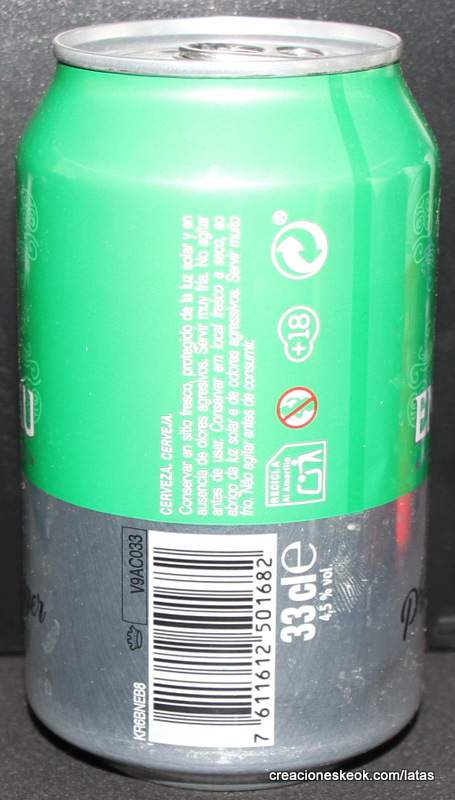 CERVEZA. CERVEJA.
Conservar en sitio fresco, protegido de la luz solar y en
ausencia de olores agresivos. Servir muy fría. No agitar
antes de usar. Conservar em local fresco e seco, ao
abrigo da luz solar e de odores agressivos. Servir muito
frio. Não agitar antes de consumir.
RECICLA
Al Amarillo
+18
®
V9AC033
KR6BNEB8
7 611612 501682
33 cl e
4,5 % vol.
creacioneskeok.com/latas